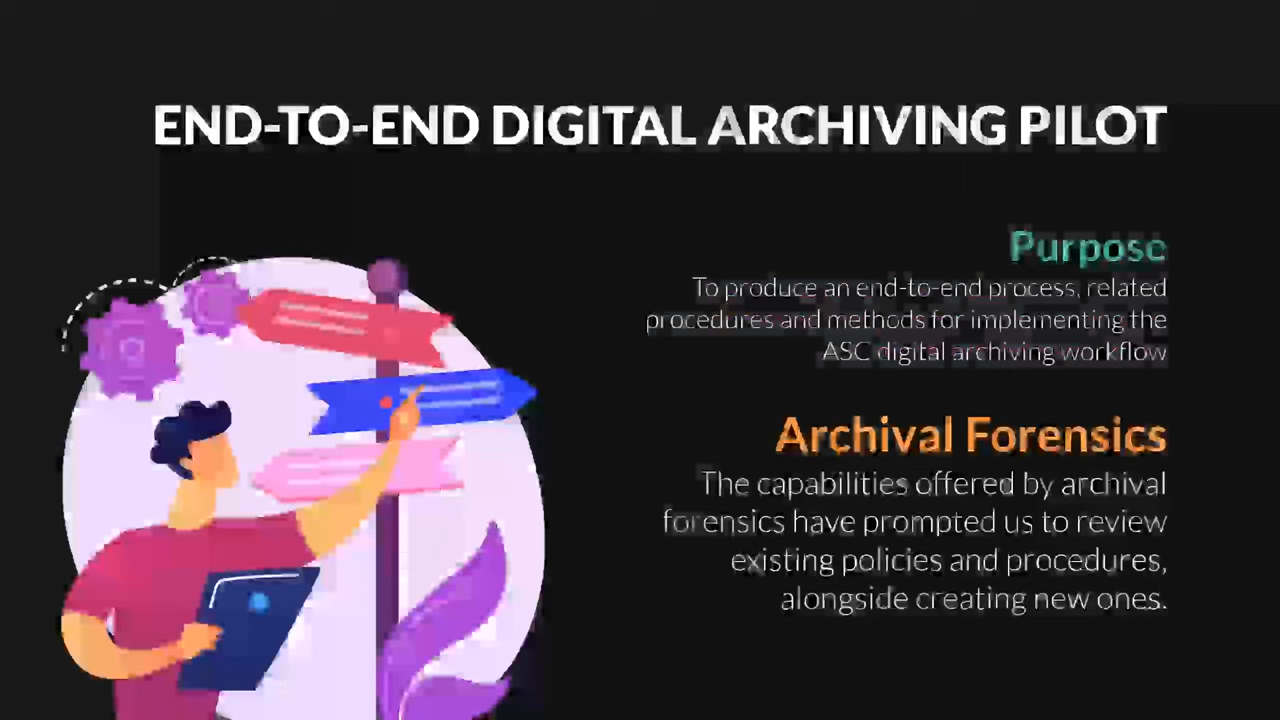 END-TO-END DIGITAL ARCHIVING PILOT
Purpose
To produce an end-to-end process, related
procedures and methods for implementing the
ASC digital archiving workflow
Archival Forensics
The capabilities offered by archival
forensics have prompted us to review
existing policies and procedures,
alongside creating new ones.